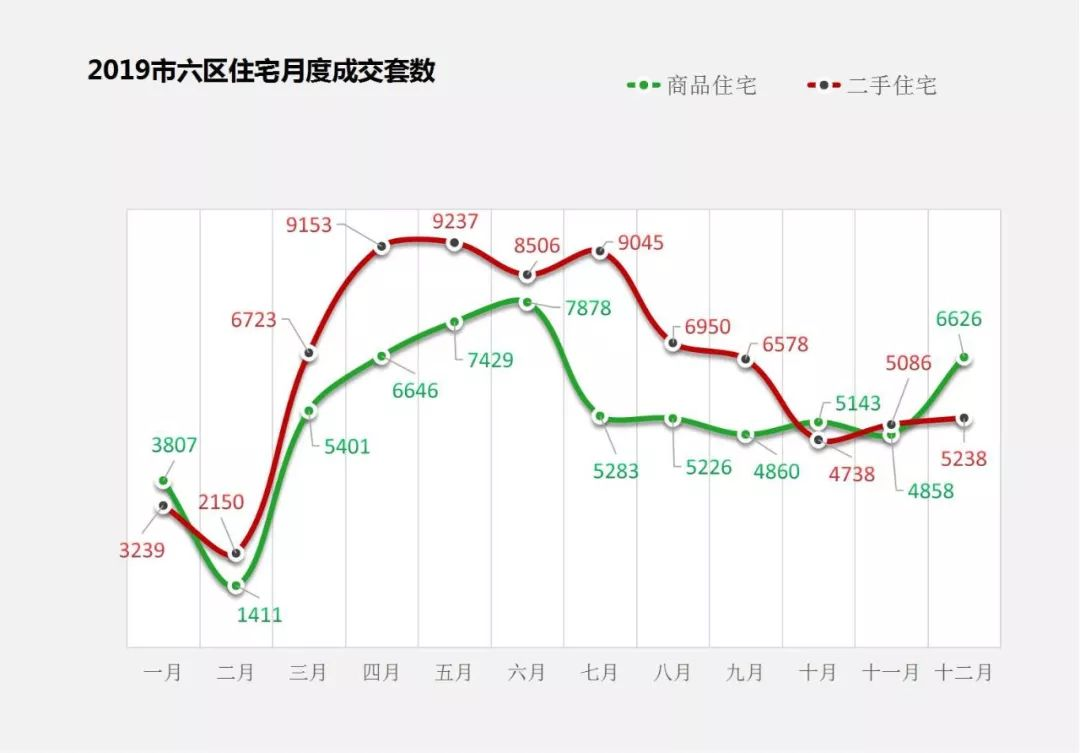 2019市六区住宅月度成交套数
商品住宅 二手住宅
9153 9237 8506 9045
6723 7878 6950 6578 6626
7429 5086
6646 5143
3807 5401
2150 5283 5226 4860 4738 5238
4858
3239
1411
一月 二月 三月 四月 五月 六月 七月 八月 九月 十月 十一月 十二月